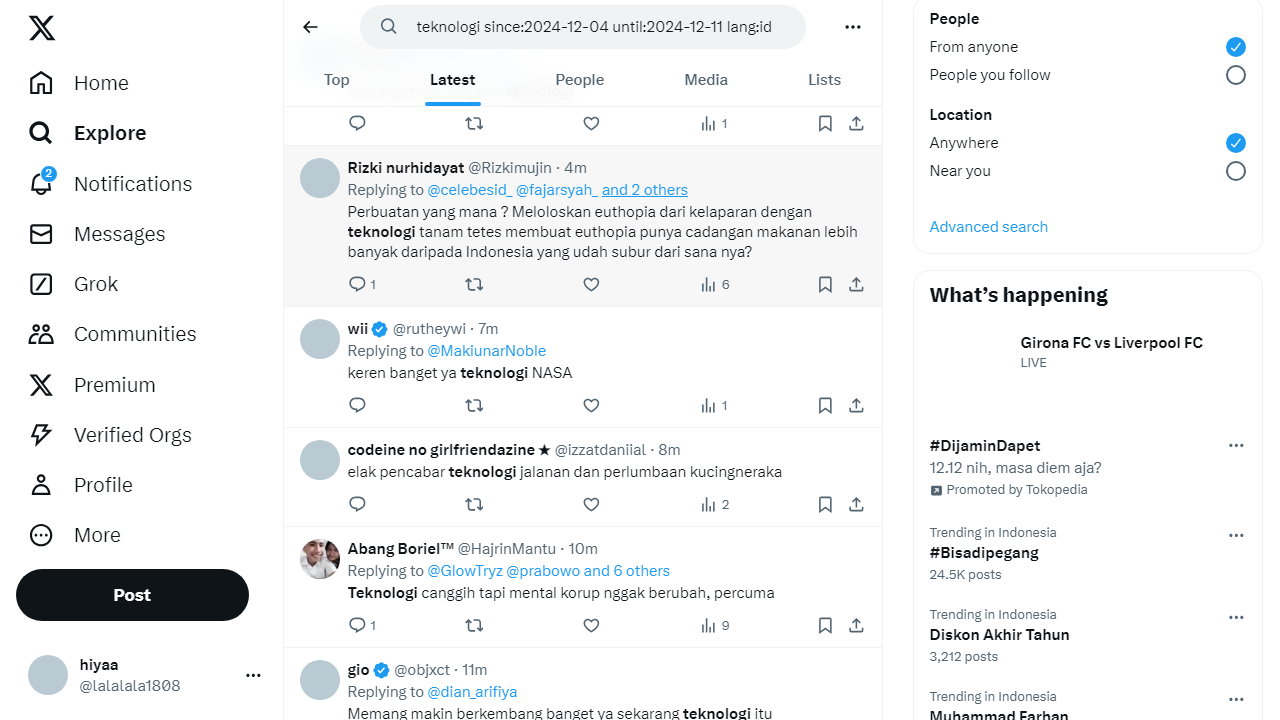 teknologi since:2024-12-04 until:2024-12-11 lang:id
Top
Latest
People
Media
Lists
Home
Explore
2
Notifications
Messages
Grok
Communities
Premium
Verified Orgs
Profile
More
Post
hiyaa
@lalalala1808
1
Rizki nurhidayat @Rizkimujin · 4m
Replying to @celebesid_ @fajarsyah_ and 2 others
Perbuatan yang mana ? Meloloskan euthopia dari kelaparan dengan
teknologi tanam tetes membuat euthopia punya cadangan makanan lebih
banyak daripada Indonesia yang udah subur dari sana nya?
1 6
wii @rutheywi · 7m
Replying to @MakiunarNoble
keren banget ya teknologi NASA
1
codeine no girlfriendazine ★ @izzatdaniial · 8m
elak pencabar teknologi jalanan dan perlumbaan kucingneraka
2
Abang Boriel™ @HajrinMantu · 10m
Replying to @GlowTryz @prabowo and 6 others
Teknologi canggih tapi mental korup nggak berubah, percuma
1 9
gio @objxct · 11m
Replying to @dian_arifiya
Memang makin berkembang banget ya sekarang teknologi itu
People
From anyone
People you follow
Location
Anywhere
Near you
Advanced search
What’s happening
Girona FC vs Liverpool FC
LIVE
#DijaminDapet
12.12 nih, masa diem aja?
Promoted by Tokopedia
Trending in Indonesia
#Bisadipegang
24.5K posts
Trending in Indonesia
Diskon Akhir Tahun
3,212 posts
Trending in Indonesia
Muhammad Farhan